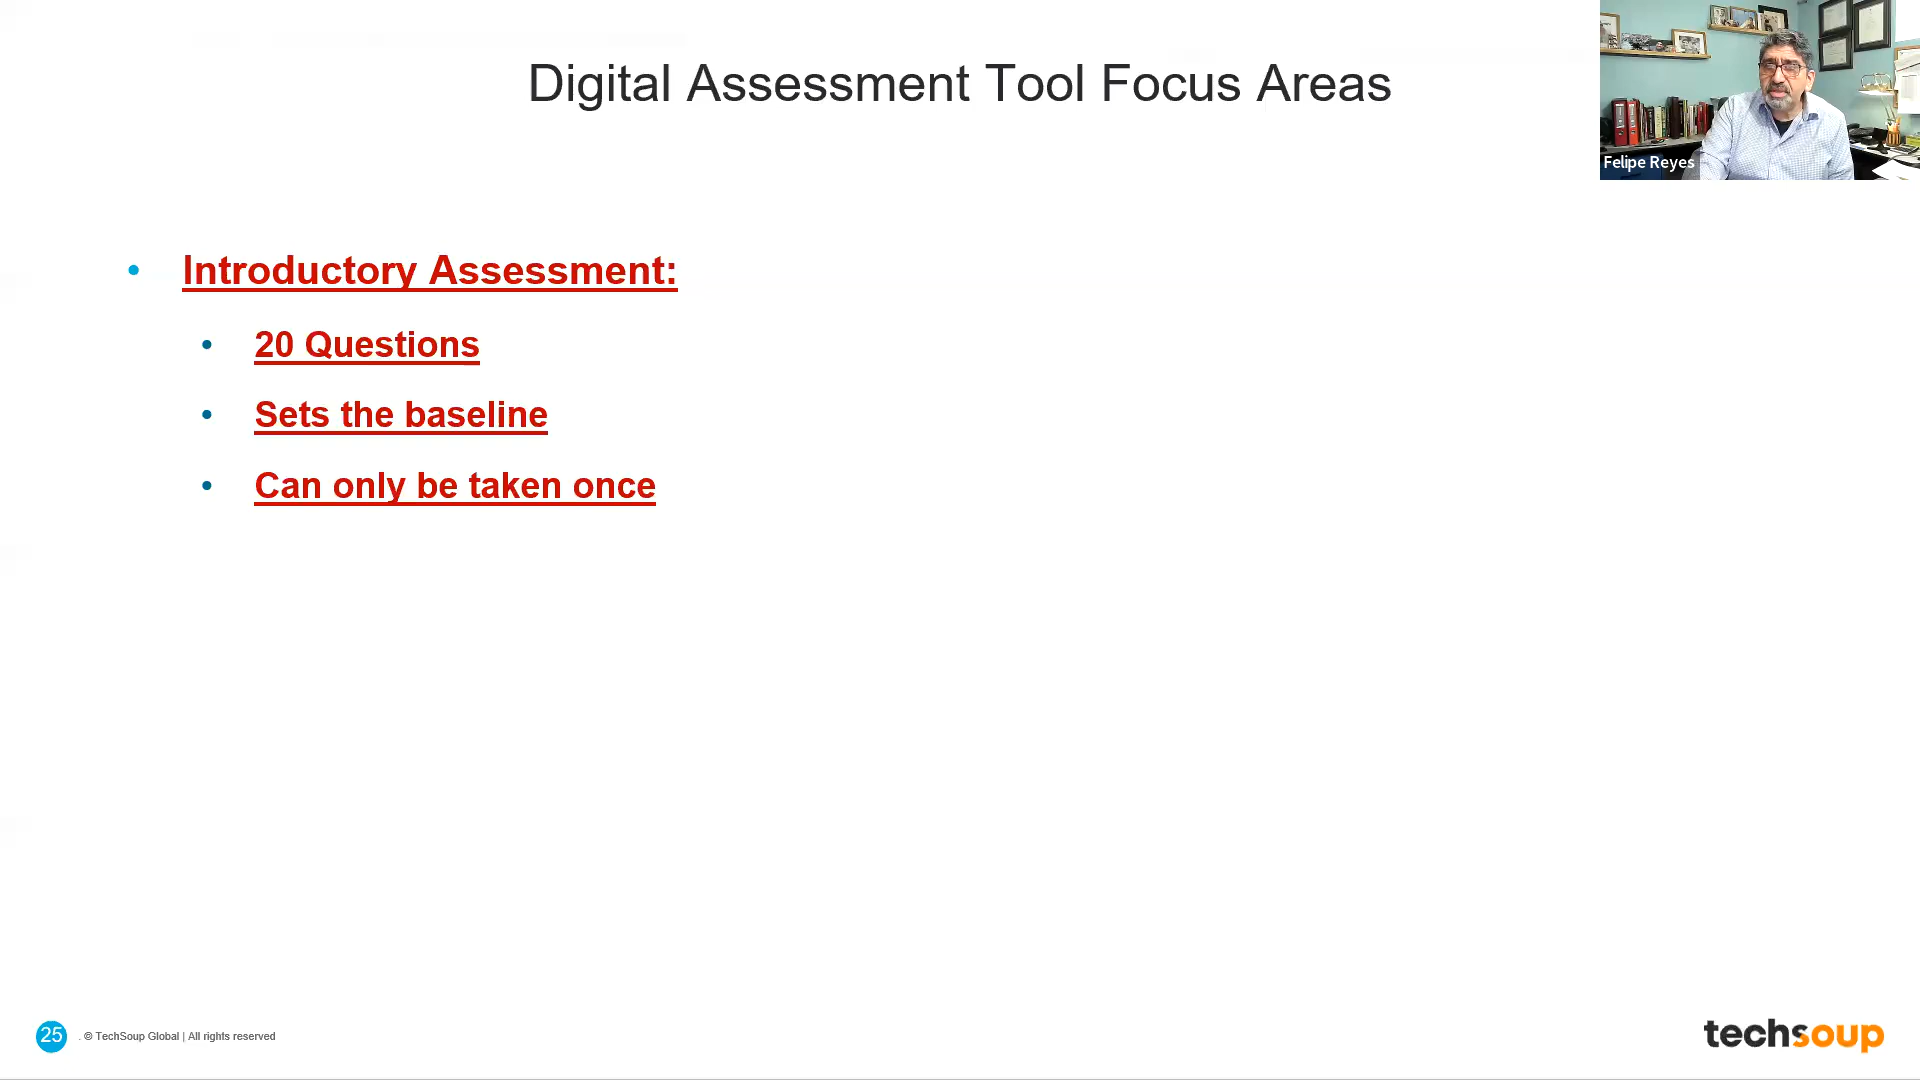 Digital Assessment Tool Focus Areas
Felipe Reyes
• Introductory Assessment:
• 20 Questions
• Sets the baseline
• Can only be taken once
25 . © TechSoup Global | All rights reserved
techsoup